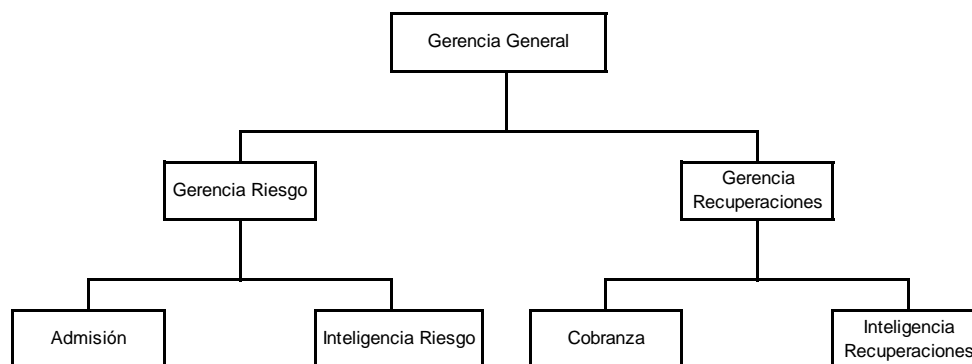 Gerencia General
Gerencia Riesgo
Gerencia
Recuperaciones
Admisión
Inteligencia Riesgo
Cobranza
Inteligencia
Recuperaciones